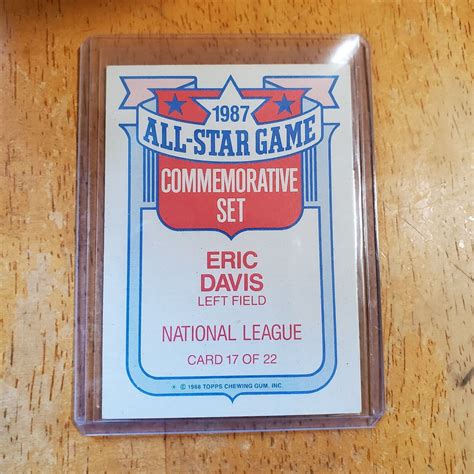 1987
ALL-STAR GAME
COMMEMORATIVE
SET
ERIC
DAVIS
LEFT FIELD
NATIONAL LEAGUE
CARD 17 OF 22
* © 1988 TOPPS CHEWING GUM, INC.